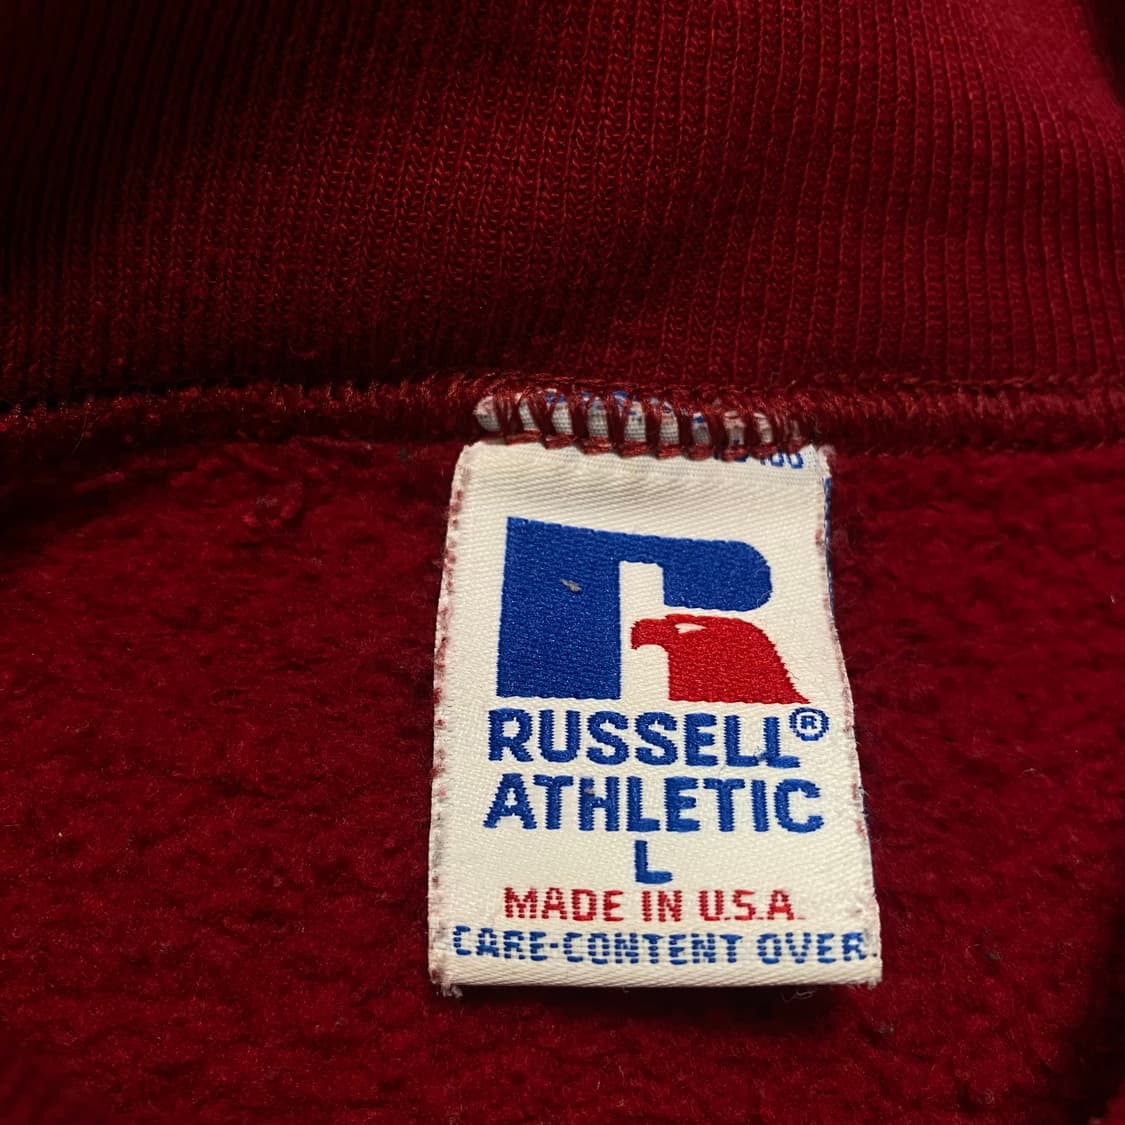 RUSSELL®
ATHLETIC
L
MADE IN U.S.A.
CARE-CONTENT OVER